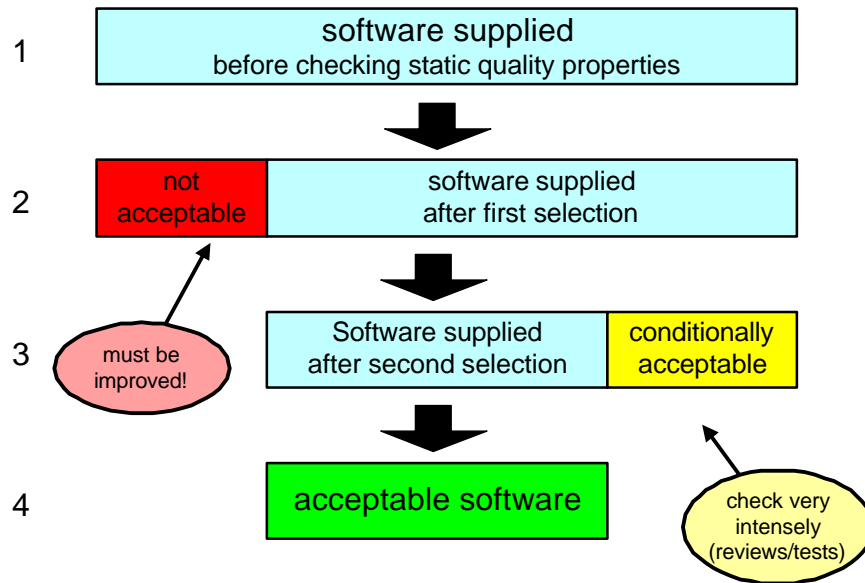 1
software supplied
before checking static quality properties
2
not
acceptable
software supplied
after first selection
3
must be
improved!
Software supplied
after second selection
conditionally
acceptable
4
acceptable software
check very
intensely
(reviews/tests)